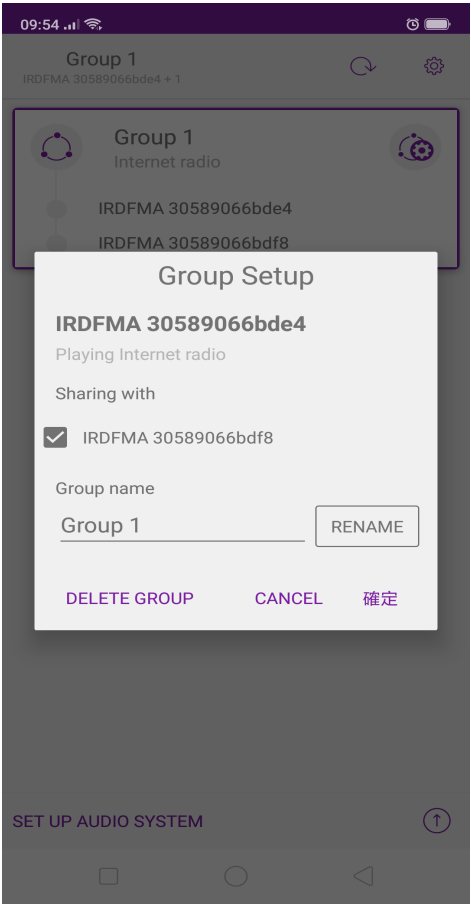 09:54
Group 1
IRDFMA 30589066bde4 + 1
Group 1
Internet radio
IRDFMA 30589066bde4
IRDFMA 30589066bdf8
Group Setup
IRDFMA 30589066bde4
Playing Internet radio
Sharing with
IRDFMA 30589066bdf8
Group name
Group 1
RENAME
DELETE GROUP
CANCEL
確定
SET UP AUDIO SYSTEM